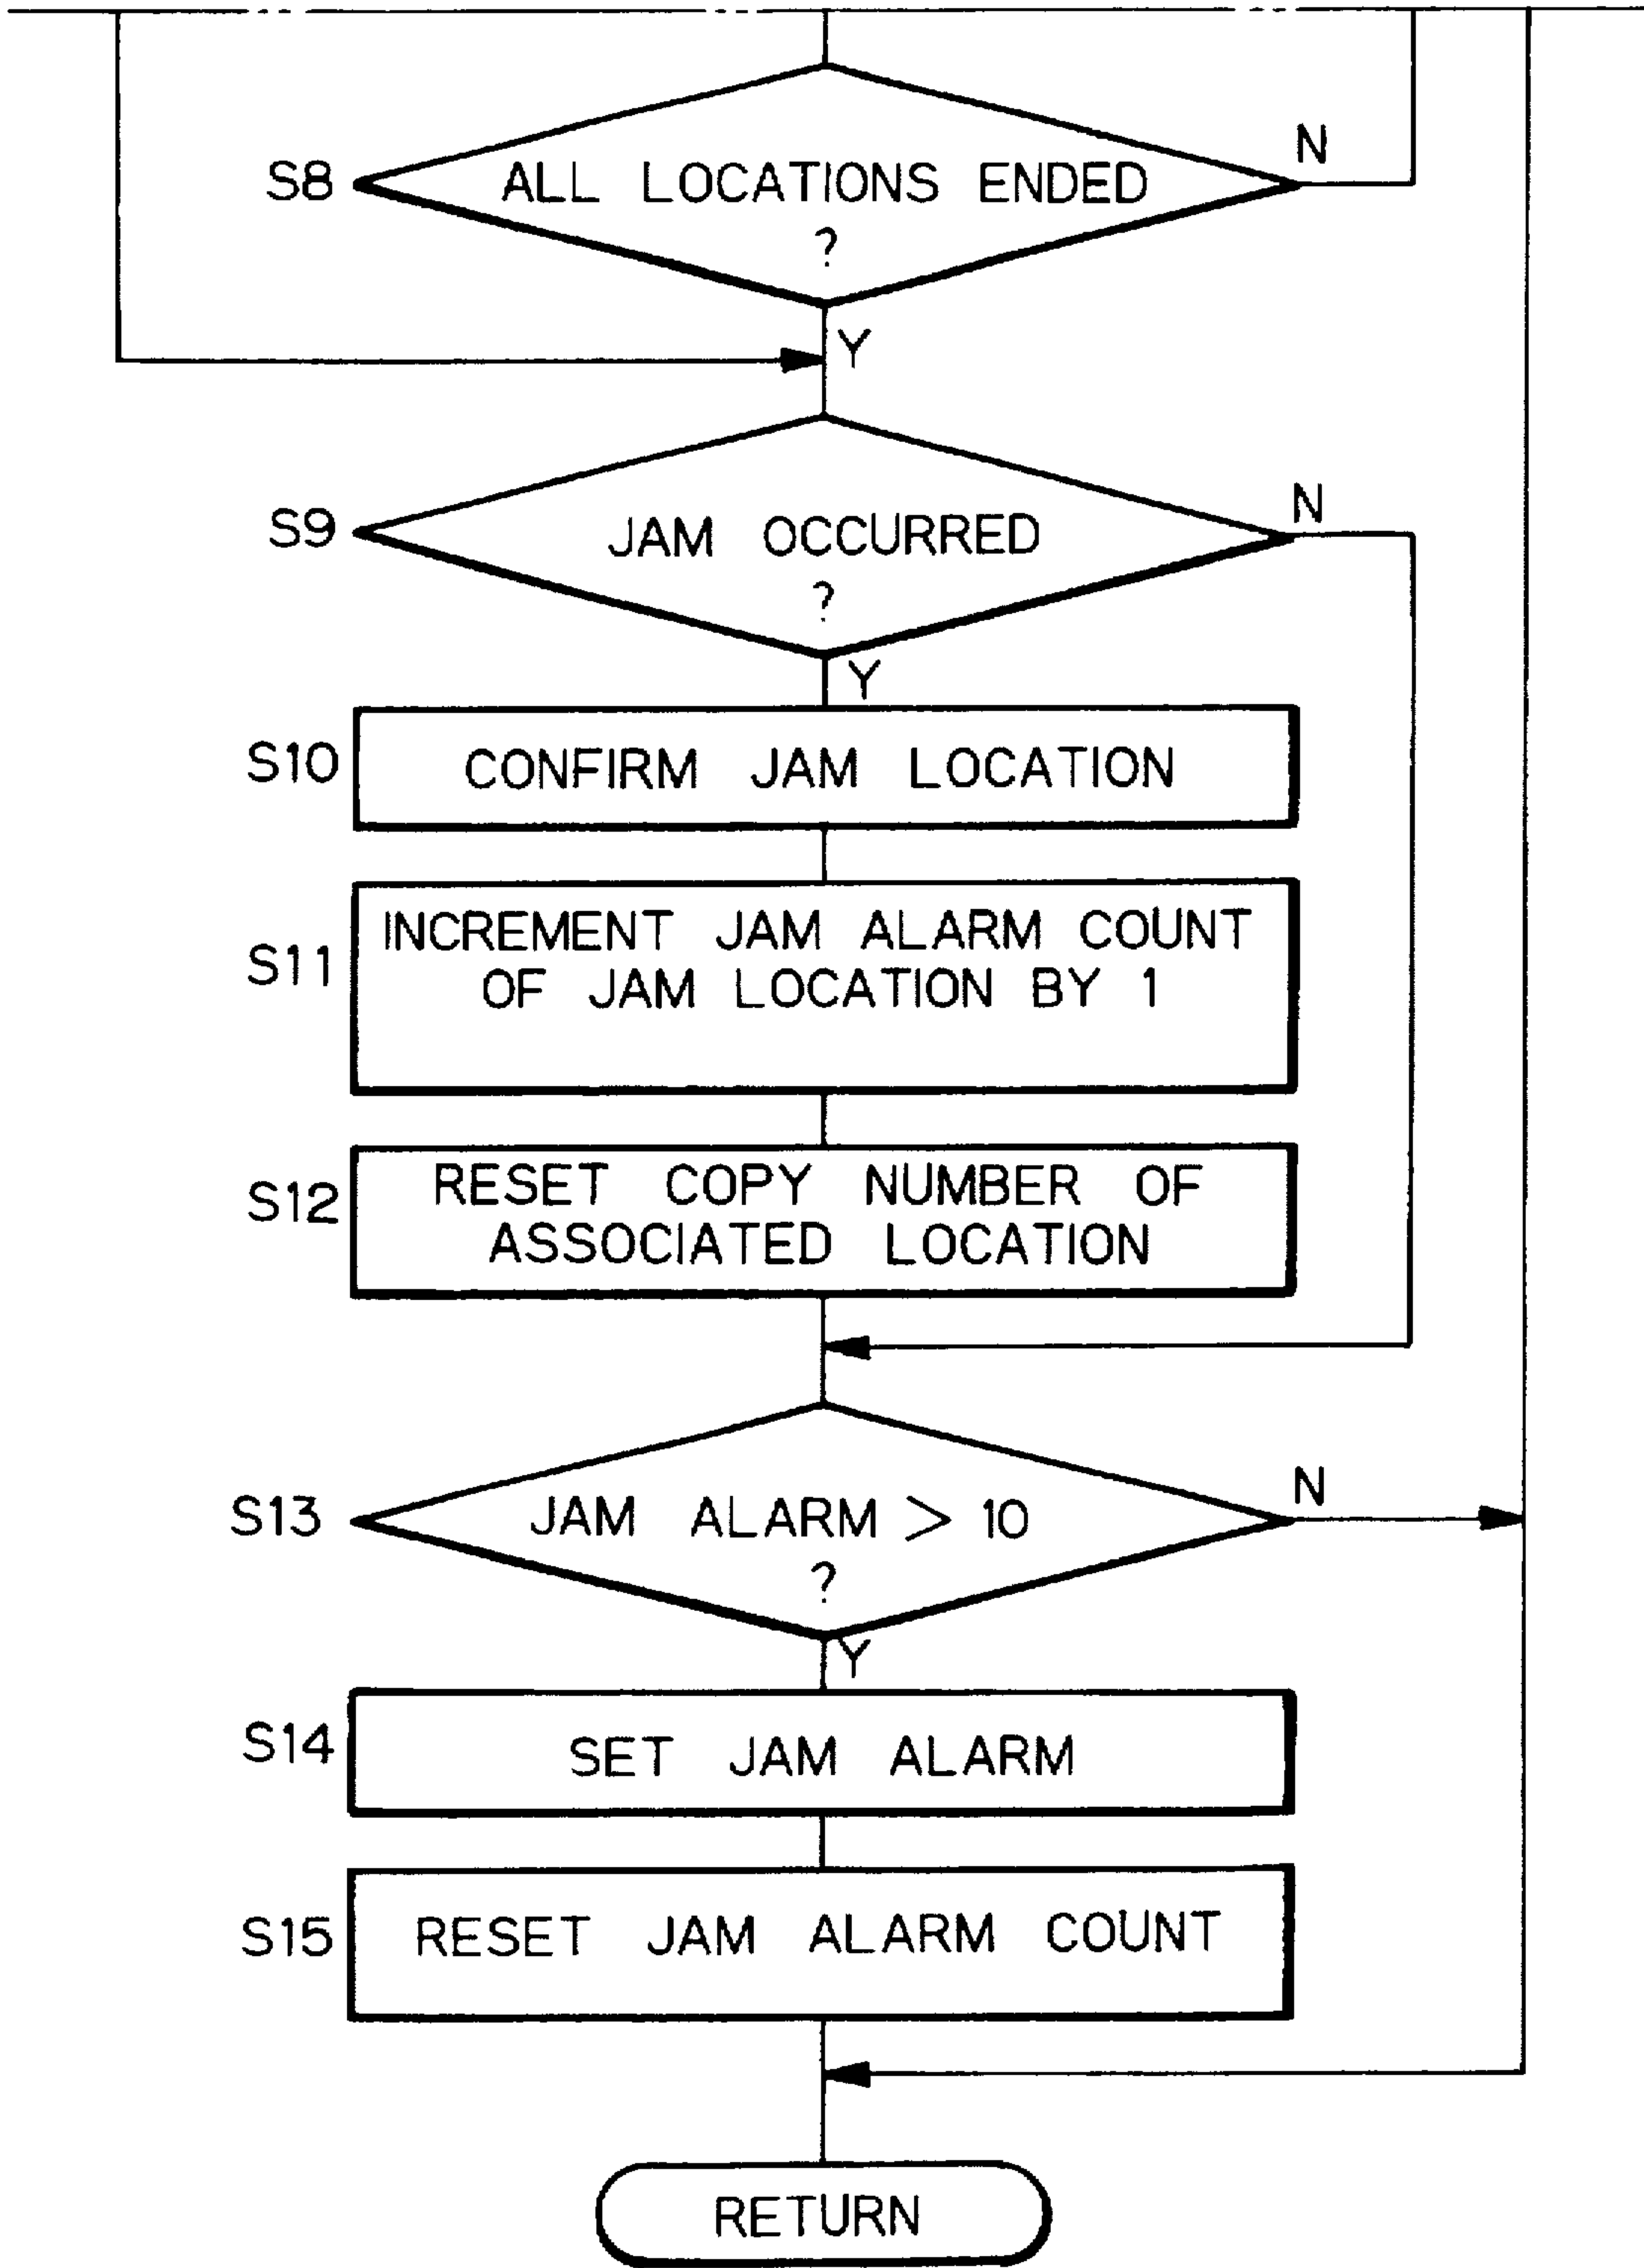 S8
ALL LOCATIONS ENDED
?
N
Y
S9
JAM OCCURRED
?
N
Y
S10
CONFIRM JAM LOCATION
S11
INCREMENT JAM ALARM COUNT
OF JAM LOCATION BY 1
S12
RESET COPY NUMBER OF
ASSOCIATED LOCATION
S13
JAM ALARM > 10
?
N
Y
S14
SET JAM ALARM
S15
RESET JAM ALARM COUNT
RETURN